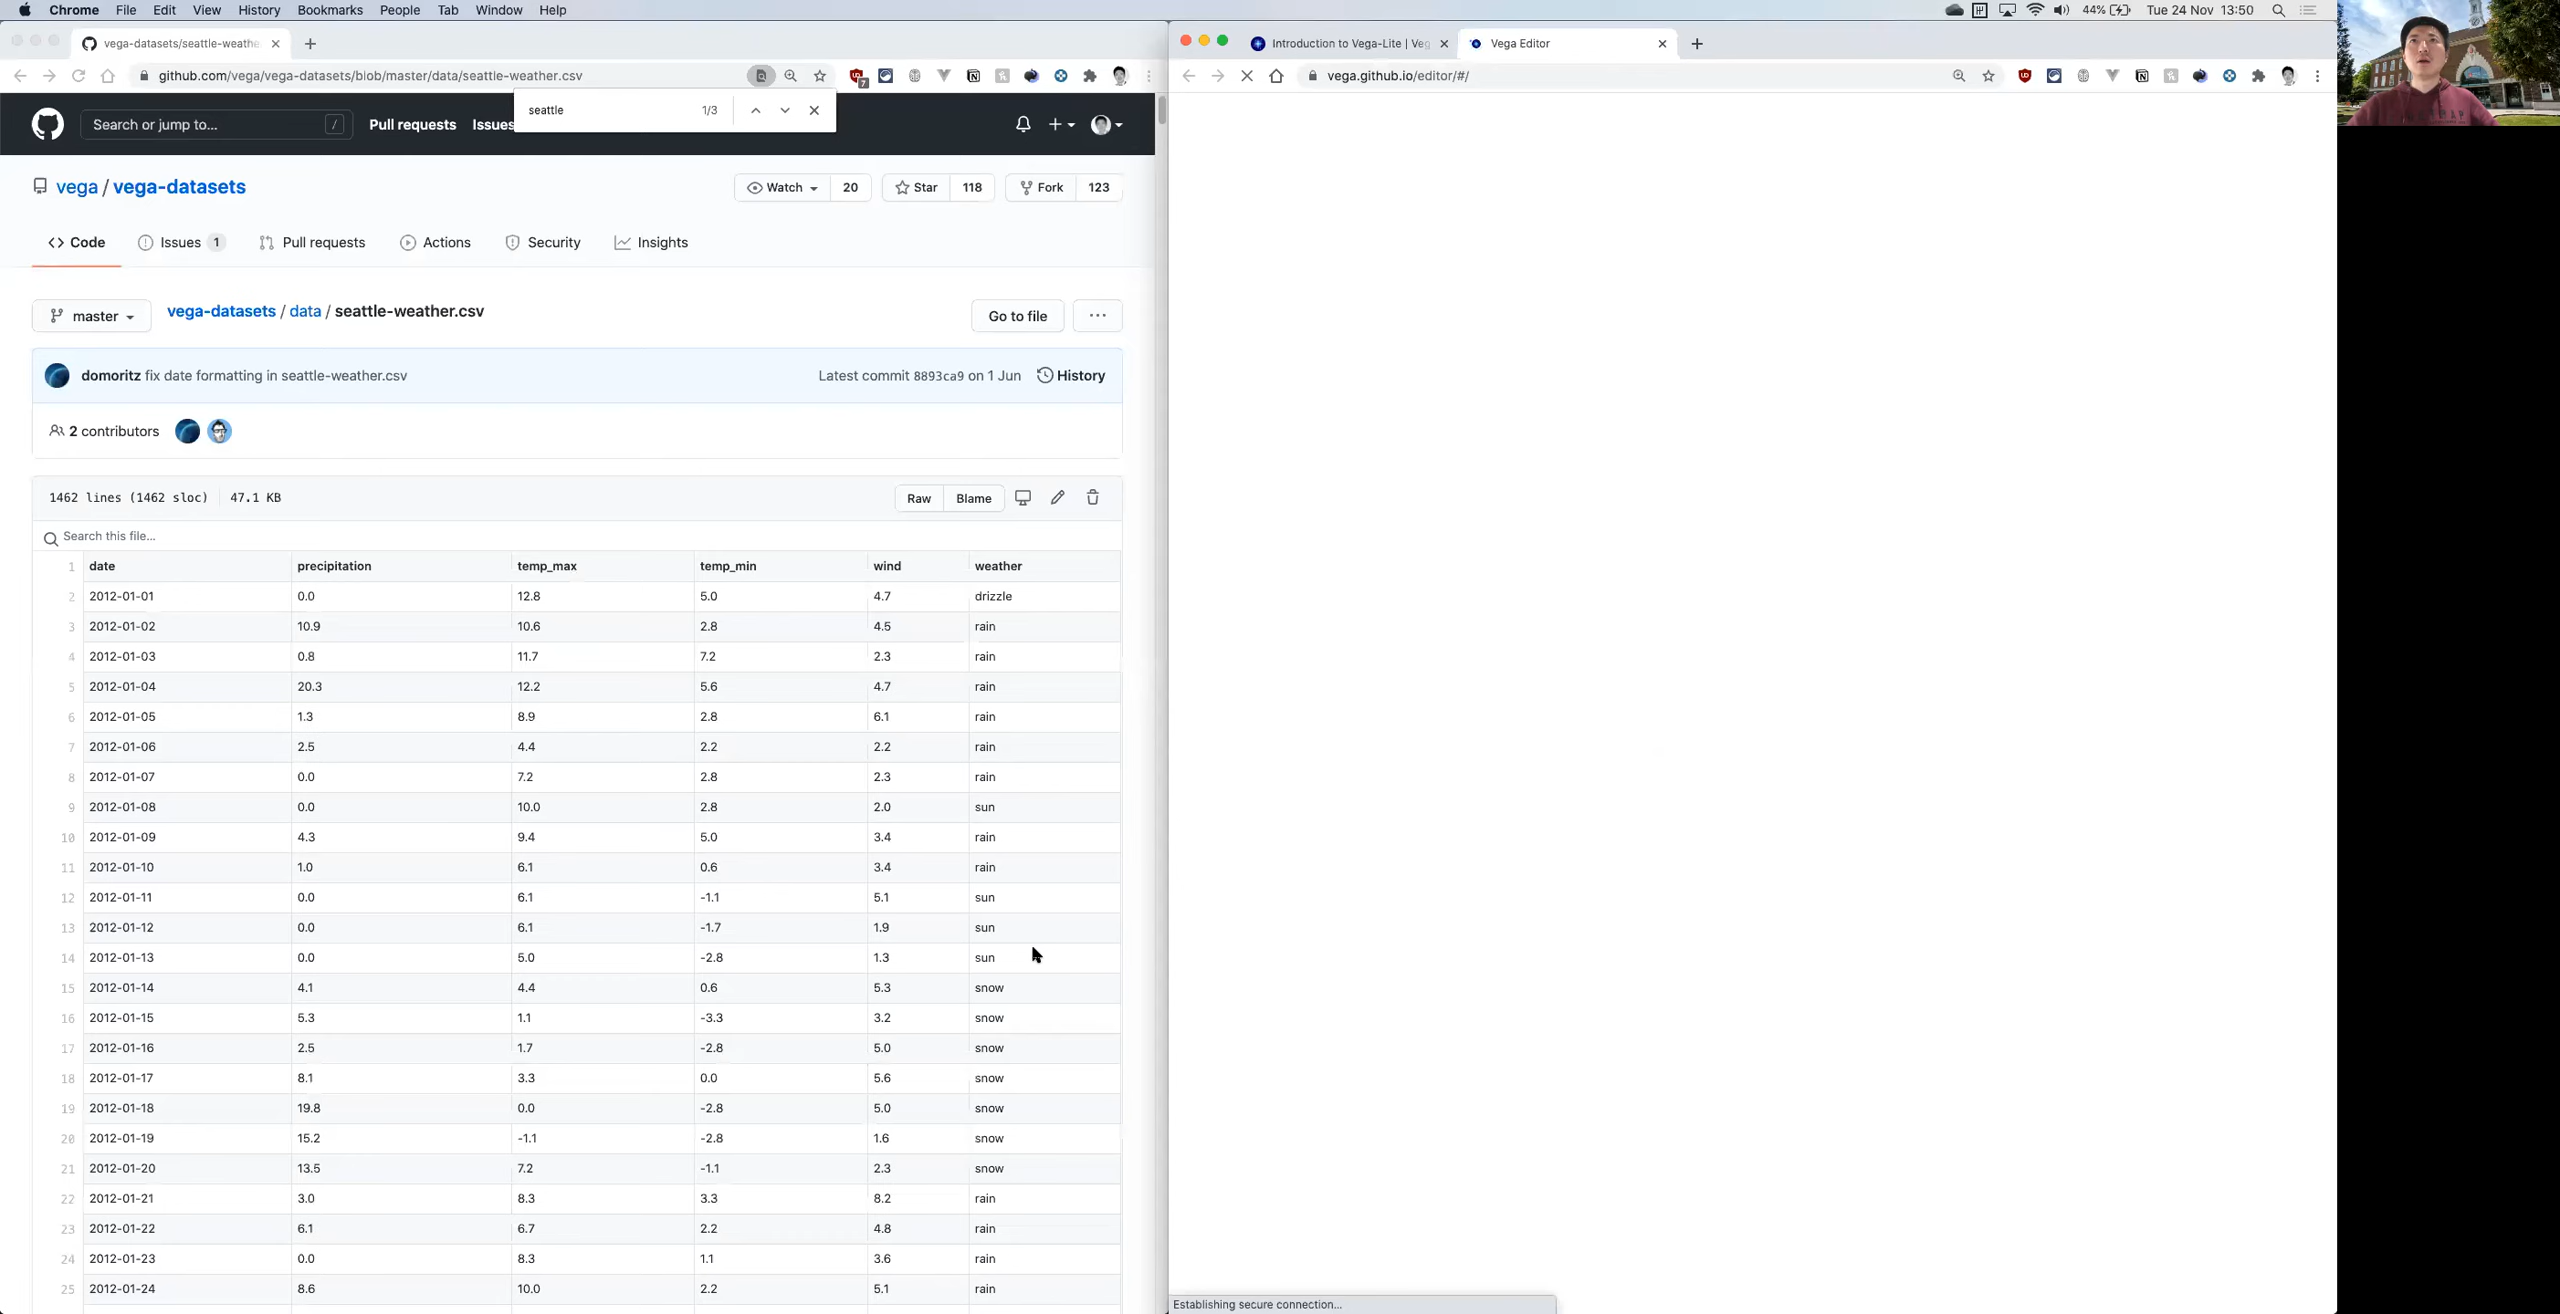 Chrome File Edit View History Bookmarks People Tab Window Help
44% Tue 24 Nov 13:50
vega-datasets/seattle-weathe
github.com/vega/vega-datasets/blob/master/data/seattle-weather.csv
seattle 1/3
Search or jump to... / Pull requests Issues
vega / vega-datasets
Watch 20 Star 118 Fork 123
Code Issues 1 Pull requests Actions Security Insights
master vega-datasets / data / seattle-weather.csv Go to file ...
domoritz fix date formatting in seattle-weather.csv Latest commit 8893ca9 on 1 Jun History
2 contributors
1462 lines (1462 sloc) 47.1 KB Raw Blame
Search this file...
1 date precipitation temp_max temp_min wind weather
2 2012-01-01 0.0 12.8 5.0 4.7 drizzle
3 2012-01-02 10.9 10.6 2.8 4.5 rain
4 2012-01-03 0.8 11.7 7.2 2.3 rain
5 2012-01-04 20.3 12.2 5.6 4.7 rain
6 2012-01-05 1.3 8.9 2.8 6.1 rain
7 2012-01-06 2.5 4.4 2.2 2.2 rain
8 2012-01-07 0.0 7.2 2.8 2.3 rain
9 2012-01-08 0.0 10.0 2.8 2.0 sun
10 2012-01-09 4.3 9.4 5.0 3.4 rain
11 2012-01-10 1.0 6.1 0.6 3.4 rain
12 2012-01-11 0.0 6.1 -1.1 5.1 sun
13 2012-01-12 0.0 6.1 -1.7 1.9 sun
14 2012-01-13 0.0 5.0 -2.8 1.3 sun
15 2012-01-14 4.1 4.4 0.6 5.3 snow
16 2012-01-15 5.3 1.1 -3.3 3.2 snow
17 2012-01-16 2.5 1.7 -2.8 5.0 snow
18 2012-01-17 8.1 3.3 0.0 5.6 snow
19 2012-01-18 19.8 0.0 -2.8 5.0 snow
20 2012-01-19 15.2 -1.1 -2.8 1.6 snow
21 2012-01-20 13.5 7.2 -1.1 2.3 snow
22 2012-01-21 3.0 8.3 3.3 8.2 rain
23 2012-01-22 6.1 6.7 2.2 4.8 rain
24 2012-01-23 0.0 8.3 1.1 3.6 rain
25 2012-01-24 8.6 10.0 2.2 5.1 rain
Introduction to Vega-Lite | Veg Vega Editor
vega.github.io/editor/#/
Establishing secure connection...